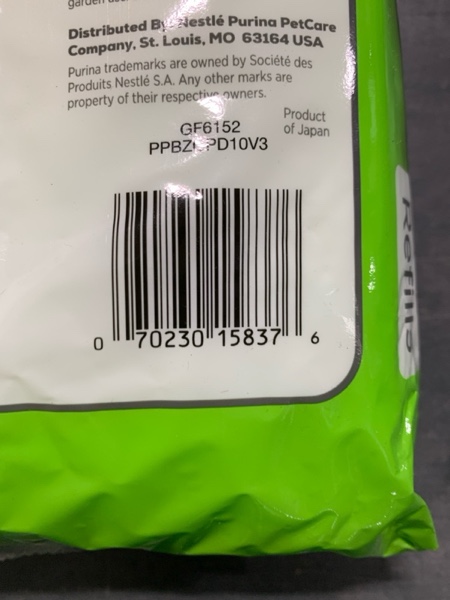 Distributed By Nestlé Purina PetCare
Company, St. Louis, MO 63164 USA
Purina trademarks are owned by Société des
Produits Nestlé S.A. Any other marks are
property of their respective owners.
Product
of Japan
GF6152
0 70230 15837 6
Refills